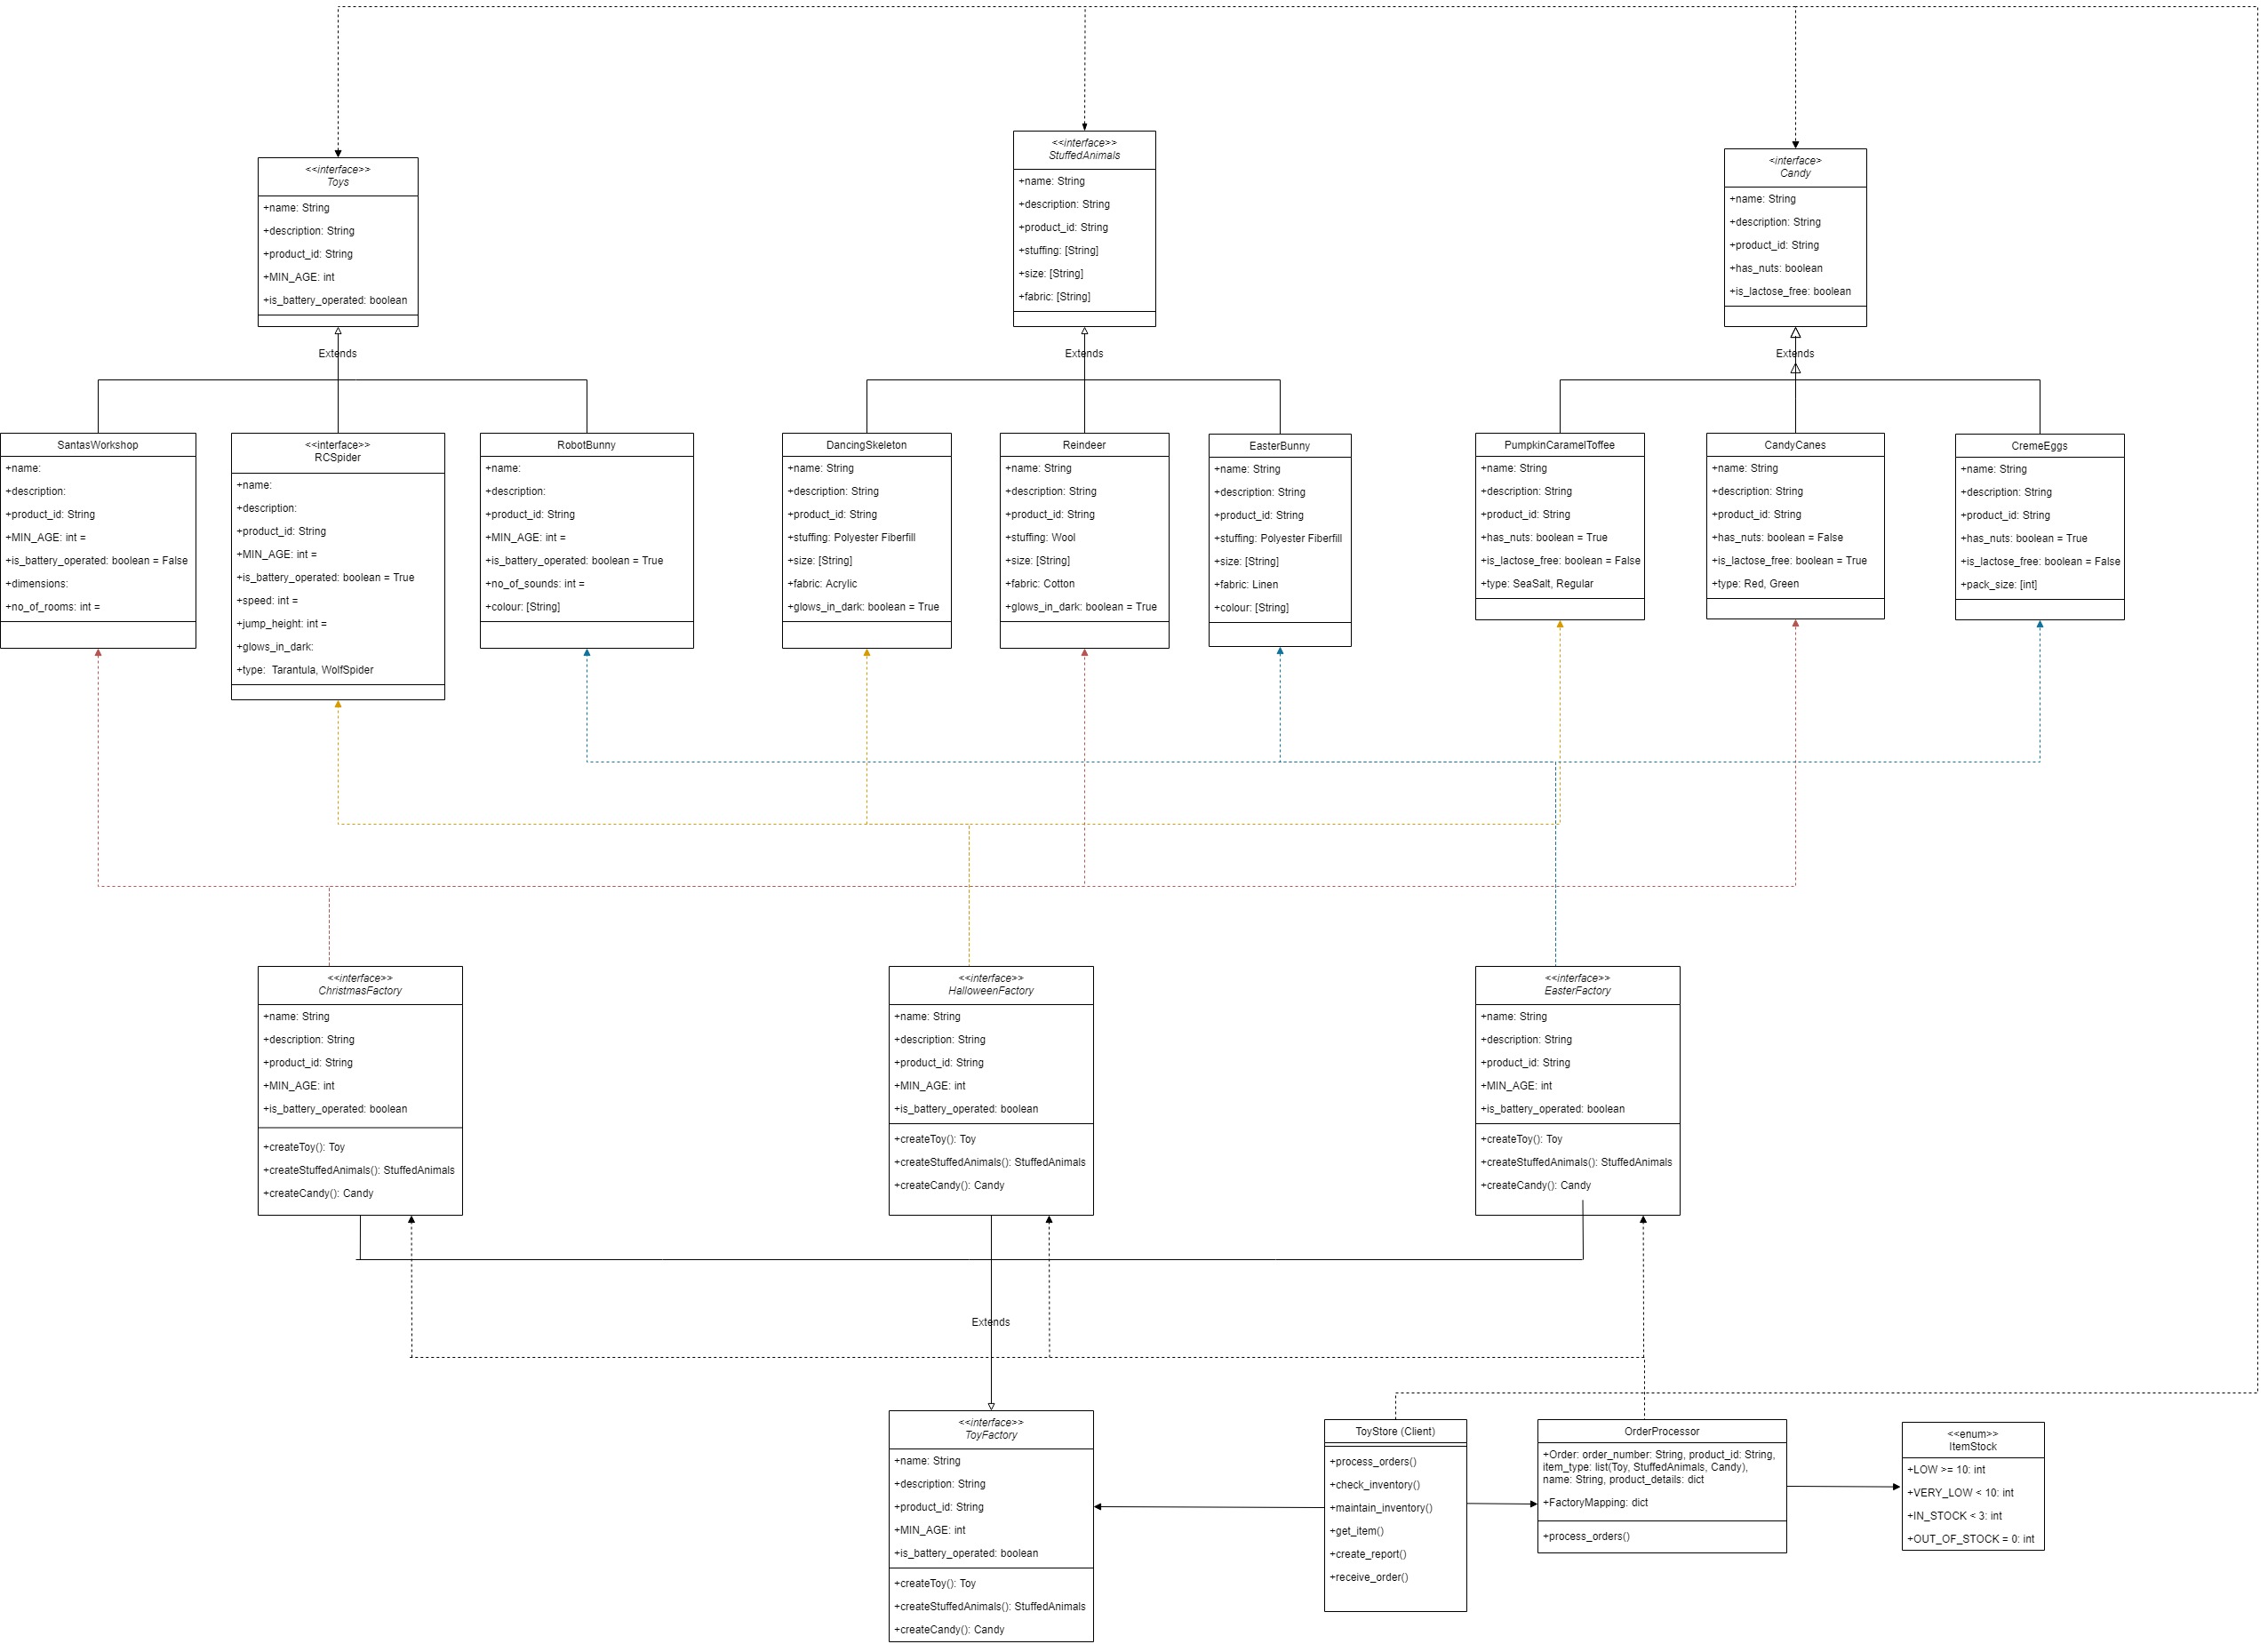 <<interface>>
Toys
+name: String
+description: String
+product_id: String
+MIN_AGE: int
+is_battery_operated: boolean
<<interface>>
StuffedAnimals
+name: String
+description: String
+product_id: String
+stuffing: [String]
+size: [String]
+fabric: [String]
<interface>
Candy
+name: String
+description: String
+product_id: String
+has_nuts: boolean
+is_lactose_free: boolean
Extends
Extends
Extends
SantasWorkshop
+name:
+description:
+product_id: String
+MIN_AGE: int =
+is_battery_operated: boolean = False
+dimensions:
+no_of_rooms: int =
<<interface>>
RCSpider
+name:
+description:
+product_id: String
+MIN_AGE: int =
+is_battery_operated: boolean = True
+speed: int =
+jump_height: int =
+glows_in_dark:
+type: Tarantula, WolfSpider
RobotBunny
+name:
+description:
+product_id: String
+MIN_AGE: int =
+is_battery_operated: boolean = True
+no_of_sounds: int =
+colour: [String]
DancingSkeleton
+name: String
+description: String
+product_id: String
+stuffing: Polyester Fiberfill
+size: [String]
+fabric: Acrylic
+glows_in_dark: boolean = True
Reindeer
+name: String
+description: String
+product_id: String
+stuffing: Wool
+size: [String]
+fabric: Cotton
+glows_in_dark: boolean = True
EasterBunny
+name: String
+description: String
+product_id: String
+stuffing: Polyester Fiberfill
+size: [String]
+fabric: Linen
+colour: [String]
PumpkinCaramelToffee
+name: String
+description: String
+product_id: String
+has_nuts: boolean = True
+is_lactose_free: boolean = False
+type: SeaSalt, Regular
CandyCanes
+name: String
+description: String
+product_id: String
+has_nuts: boolean = False
+is_lactose_free: boolean = True
+type: Red, Green
CremeEggs
+name: String
+description: String
+product_id: String
+has_nuts: boolean = True
+is_lactose_free: boolean = False
+pack_size: [int]
<<interface>>
ChristmasFactory
+name: String
+description: String
+product_id: String
+MIN_AGE: int
+is_battery_operated: boolean
+createToy(): Toy
+createStuffedAnimals(): StuffedAnimals
+createCandy(): Candy
<<interface>>
HalloweenFactory
+name: String
+description: String
+product_id: String
+MIN_AGE: int
+is_battery_operated: boolean
+createToy(): Toy
+createStuffedAnimals(): StuffedAnimals
+createCandy(): Candy
<<interface>>
EasterFactory
+name: String
+description: String
+product_id: String
+MIN_AGE: int
+is_battery_operated: boolean
+createToy(): Toy
+createStuffedAnimals(): StuffedAnimals
+createCandy(): Candy
Extends
<<interface>>
ToyFactory
+name: String
+description: String
+product_id: String
+MIN_AGE: int
+is_battery_operated: boolean
+createToy(): Toy
+createStuffedAnimals(): StuffedAnimals
+createCandy(): Candy
ToyStore (Client)
+process_orders()
+check_inventory()
+maintain_inventory()
+get_item()
+create_report()
+receive_order()
OrderProcessor
+Order: order_number: String, product_id: String,
item_type: list(Toy, StuffedAnimals, Candy),
name: String, product_details: dict
+FactoryMapping: dict
+process_orders()
<<enum>>
ItemStock
+LOW >= 10: int
+VERY_LOW < 10: int
+IN_STOCK < 3: int
+OUT_OF_STOCK = 0: int